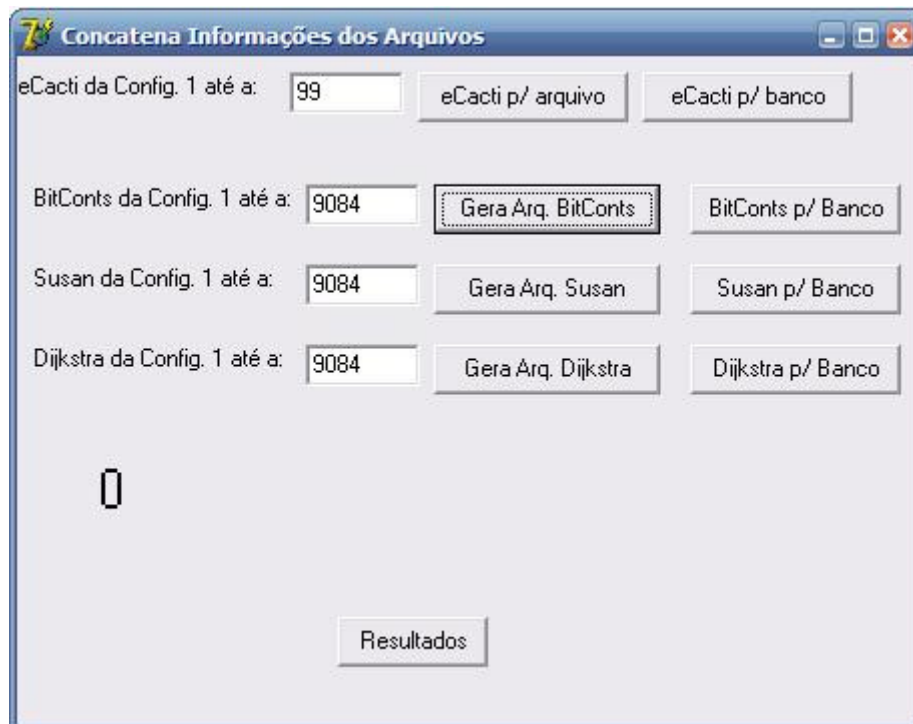 Concatena Informações dos Arquivos
eCacti da Config. 1 até a: 99 eCacti p/ arquivo eCacti p/ banco
BitConts da Config. 1 até a: 9084 Gera Arq. BitConts BitConts p/ Banco
Susan da Config. 1 até a: 9084 Gera Arq. Susan Susan p/ Banco
Dijkstra da Config. 1 até a: 9084 Gera Arq. Dijkstra Dijkstra p/ Banco
0
Resultados